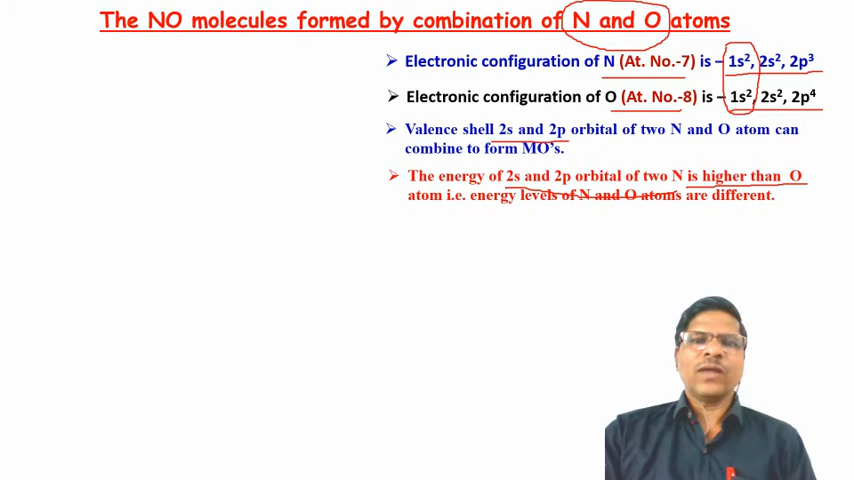 The NO molecules formed by combination of N and O atoms
➢ Electronic configuration of N (At. No.-7) is – 1s², 2s², 2p³
➢ Electronic configuration of O (At. No.-8) is – 1s², 2s², 2p⁴
➢ Valence shell 2s and 2p orbital of two N and O atom can
combine to form MO's.
➢ The energy of 2s and 2p orbital of two N is higher than O
atom i.e. energy levels of N and O atoms are different.